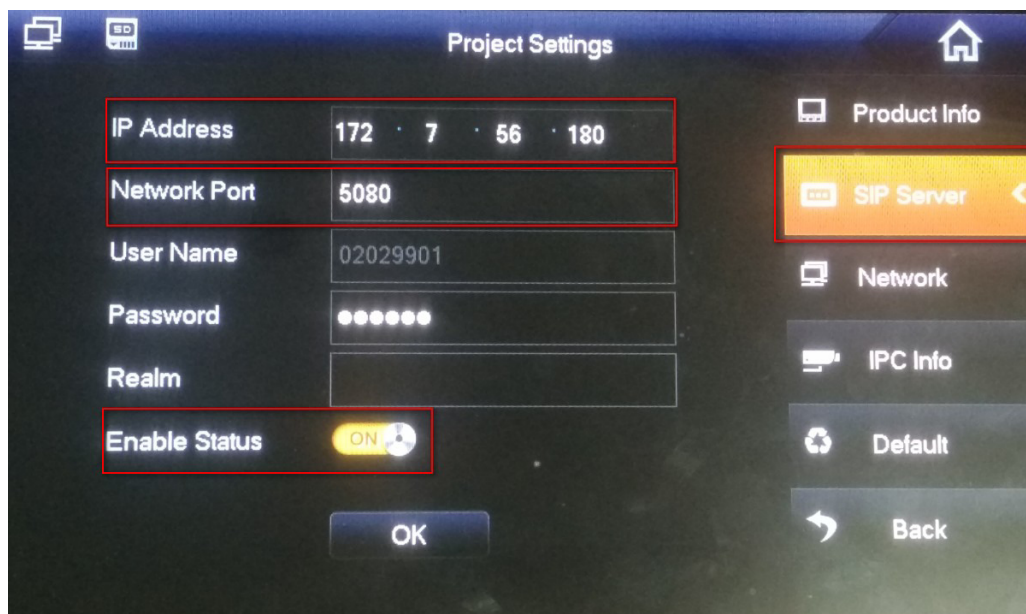 SD
Project Settings
IP Address
172 . 7 . 56 . 180
Network Port
5080
User Name
02029901
Password
●●●●●●
Realm
Enable Status
ON
OK
Product Info
SIP Server
Network
IPC Info
Default
Back